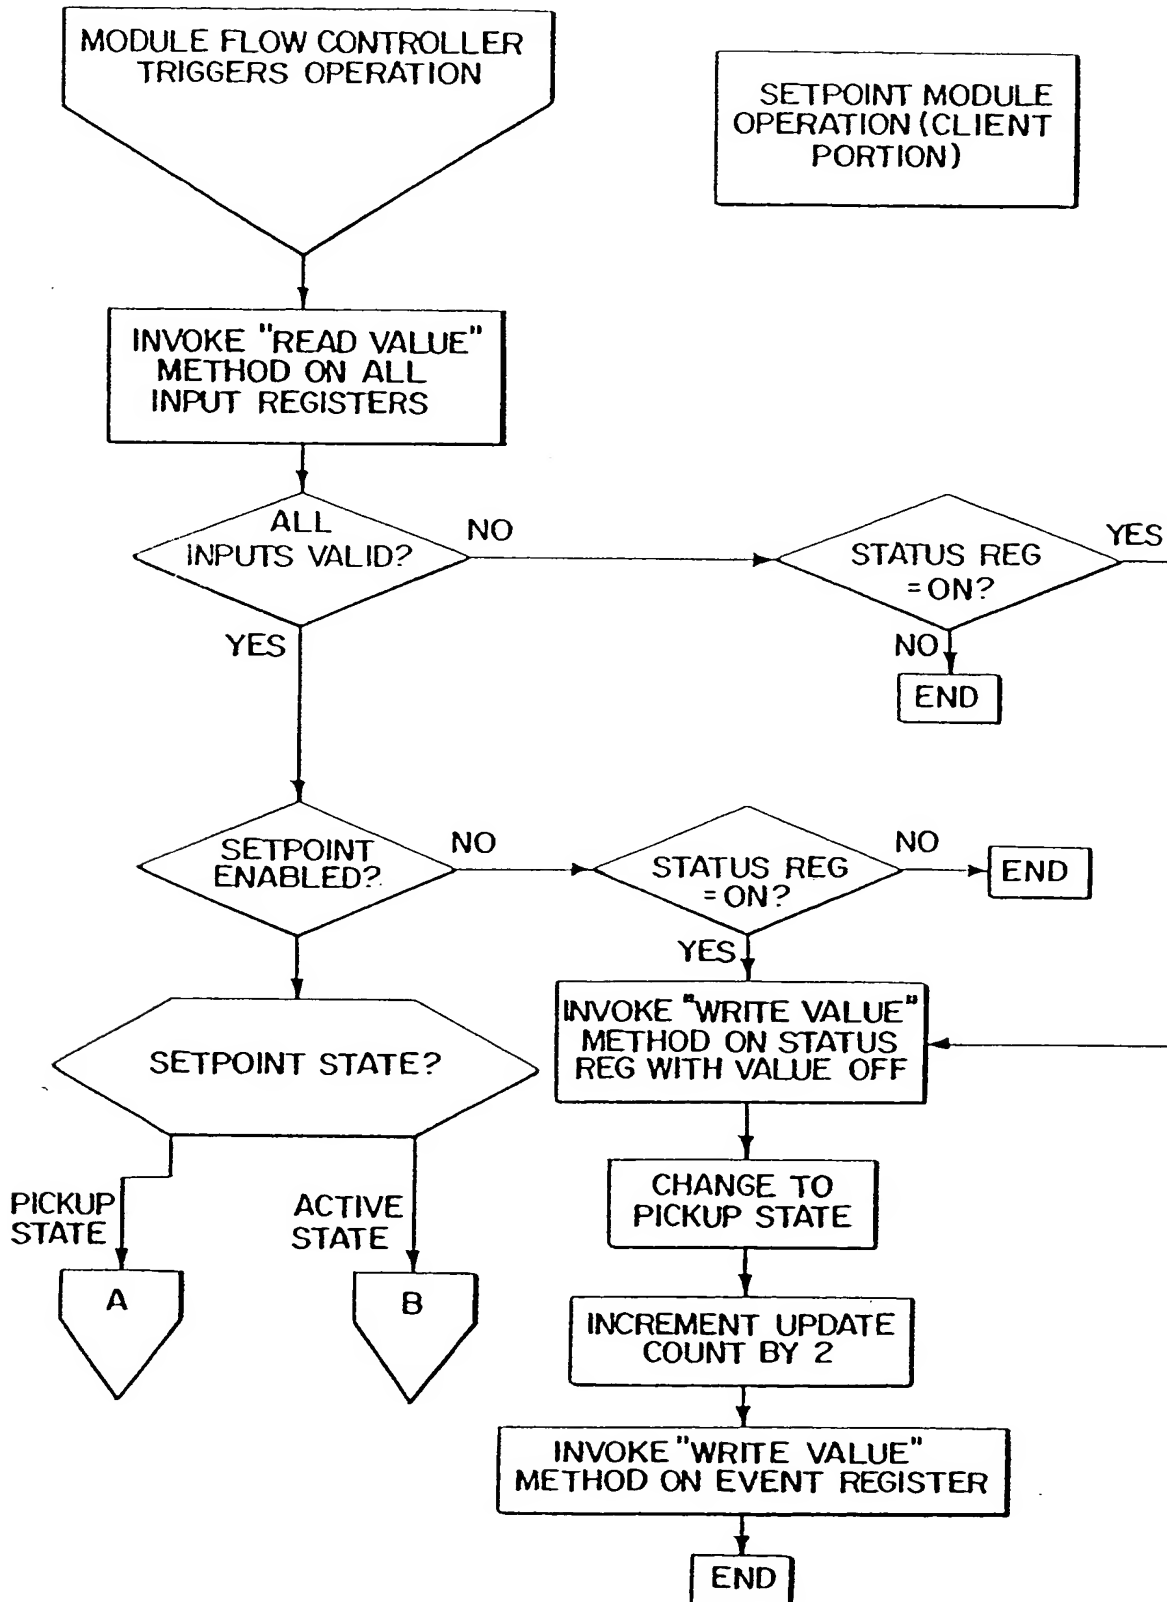 MODULE FLOW CONTROLLER
TRIGGERS OPERATION
SETPOINT MODULE
OPERATION (CLIENT
PORTION)
INVOKE "READ VALUE"
METHOD ON ALL
INPUT REGISTERS
ALL
INPUTS VALID?
NO
STATUS REG
=ON?
YES
NO
END
YES
SETPOINT
ENABLED?
NO
STATUS REG
=ON?
NO
END
YES
INVOKE "WRITE VALUE"
METHOD ON STATUS
REG WITH VALUE OFF
SETPOINT STATE?
PICKUP
STATE
ACTIVE
STATE
A
B
CHANGE TO
PICKUP STATE
INCREMENT UPDATE
COUNT BY 2
INVOKE "WRITE VALUE"
METHOD ON EVENT REGISTER
END